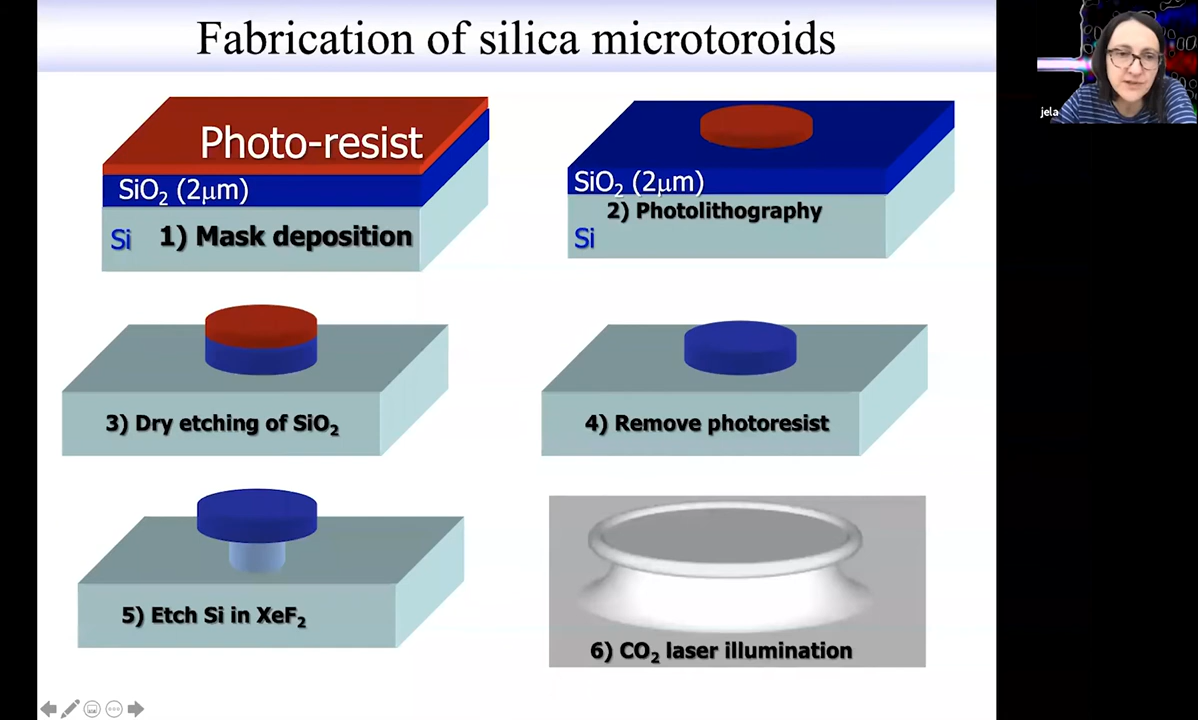 Fabrication of silica microtoroids
jela
Photo-resist
SiO₂ (2μm)
Si 1) Mask deposition
SiO₂ (2μm)
2) Photolithography
Si
3) Dry etching of SiO₂
4) Remove photoresist
5) Etch Si in XeF₂
6) CO₂ laser illumination